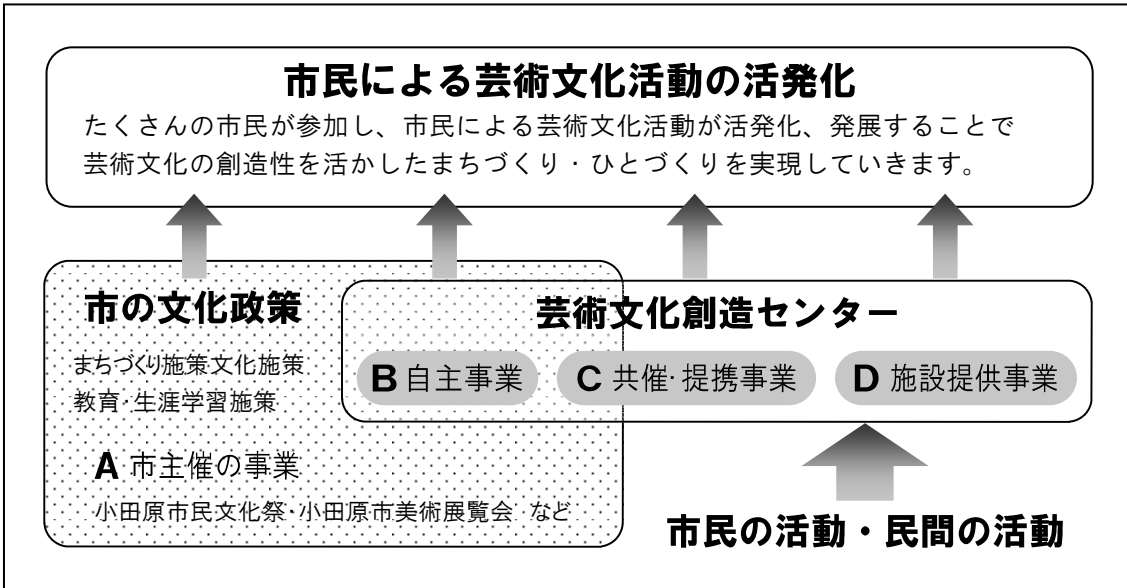 市民による芸術文化活動の活発化
たくさんの市民が参加し、市民による芸術文化活動が活発化、発展することで
芸術文化の創造性を活かしたまちづくり・ひとづくりを実現していきます。
市の文化政策
まちづくり施策文化施策
教育・生涯学習施策
A 市主催の事業
小田原市民文化祭・小田原市美術展覧会 など
芸術文化創造センター
B 自主事業
C 共催・提携事業
D 施設提供事業
市民の活動・民間の活動